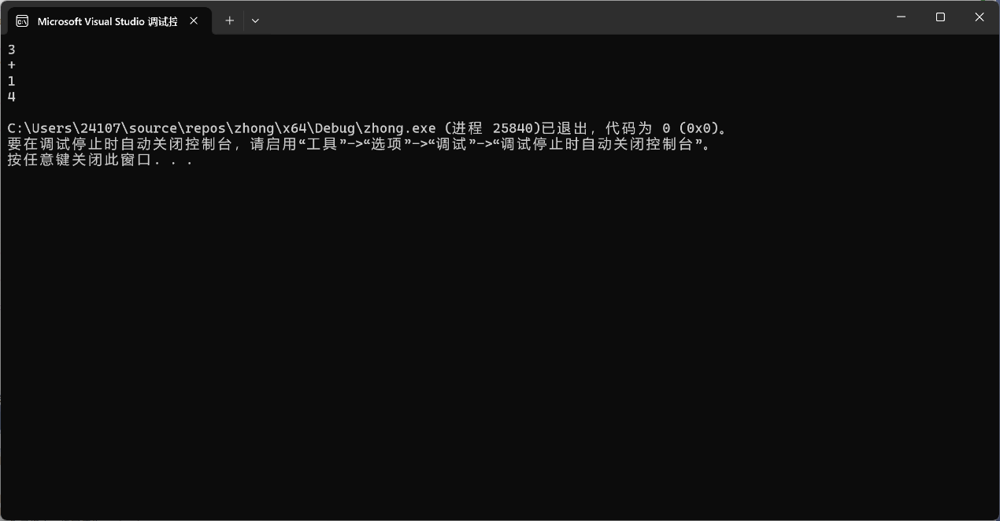 Microsoft Visual Studio 调试控
3
+
1
4
C:\Users\24107\source\repos\zhong\x64\Debug\zhong.exe (进程 25840)已退出，代码为 0 (0x0)。
要在调试停止时自动关闭控制台，请启用“工具”->“选项”->“调试”->“调试停止时自动关闭控制台”。
按任意键关闭此窗口. . .